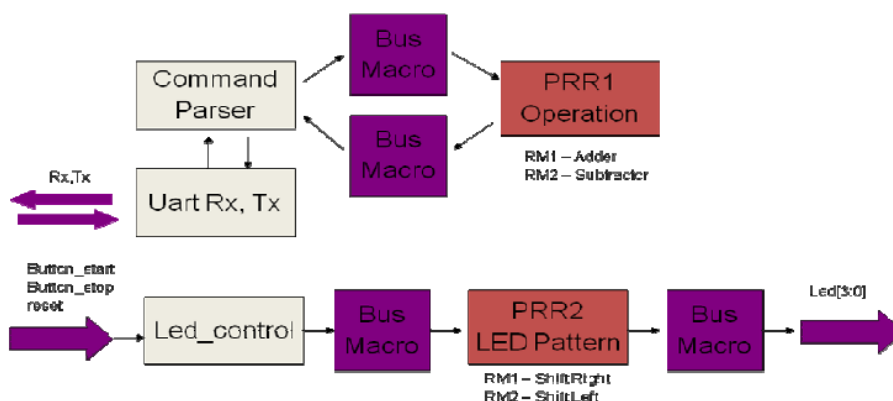 Bus
Macro
Command
Parser
PRR1
Operation
Bus
Macro
RM1 – Adder
RM2 – Subtractor
Rx,Tx
Uart Rx, Tx
Button_start
Button_stop
reset
Led_control
Bus
Macro
PRR2
LED Pattern
Bus
Macro
Led[3:0]
RM1 – ShiftRight
RM2 – ShiftLeft